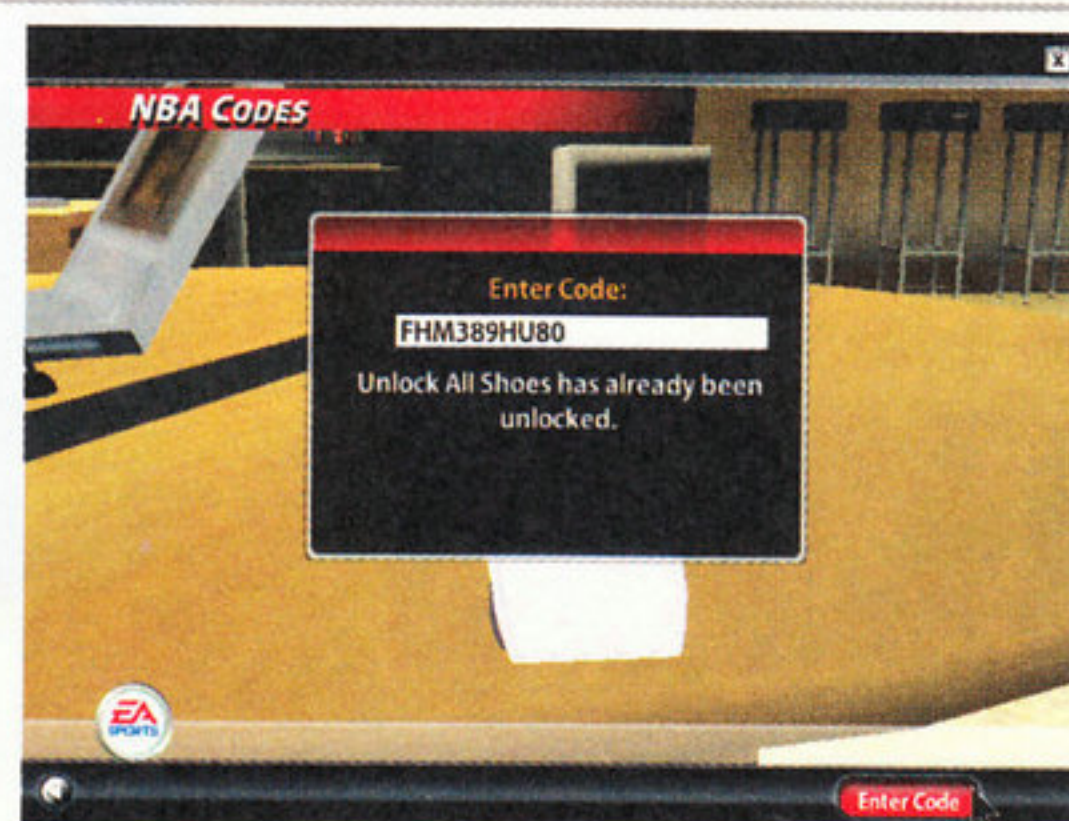 X
NBA CODES
Enter Code:
FHM389HU80
Unlock All Shoes has already been
unlocked.
EA
SPORTS
Enter Code